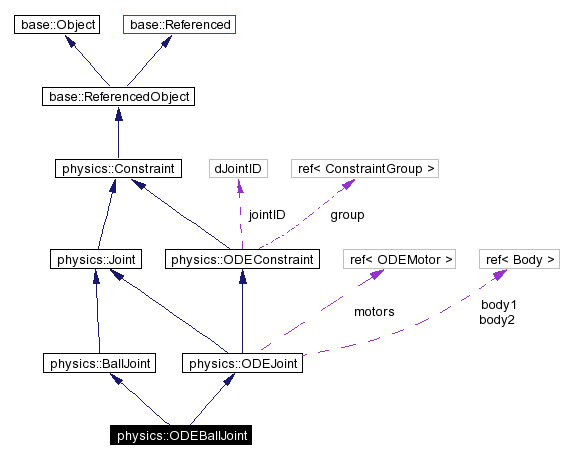 base::Object
base::Referenced
base::ReferencedObject
physics::Constraint
dJointID
ref< ConstraintGroup >
jointID
group
physics::Joint
physics::ODEConstraint
ref< ODEMotor >
ref< Body >
motors
body1
body2
physics::BallJoint
physics::ODEJoint
physics::ODEBallJoint